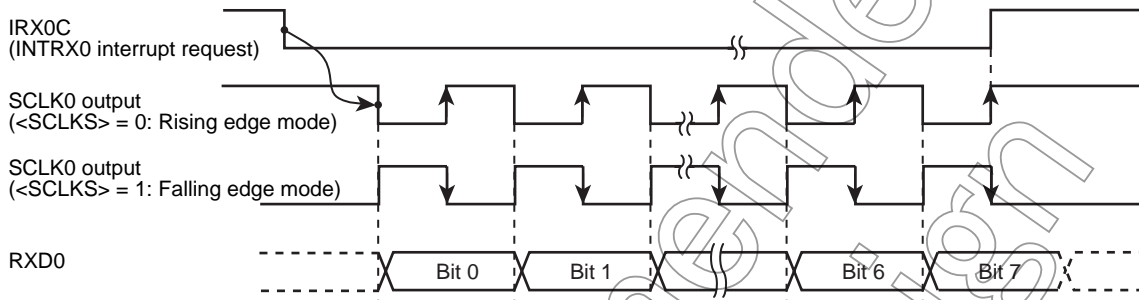 IRX0C
(INTRX0 interrupt request)
SCLK0 output
(<SCLKS> = 0: Rising edge mode)
SCLK0 output
(<SCLKS> = 1: Falling edge mode)
RXD0
Bit 0
Bit 1
Bit 6
Bit 7